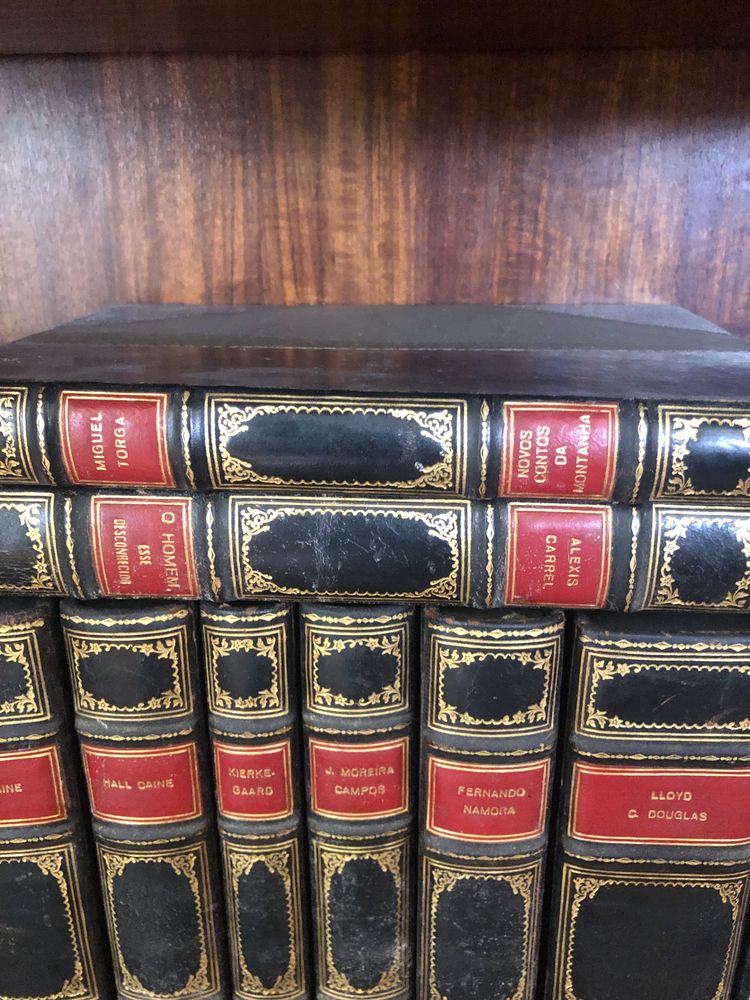 MIGUEL
TORGA
NOVOS
CONTOS
DA
MONTANHA
O HOMEM,
ESSE
DESCONHECIDO
ALEXIS
CARREL
AINE
HALL CAINE
KIERKE-
GAARD
J. MOREIRA
CAMPOS
FERNANDO
NAMORA
LLOYD
C. DOUGLAS